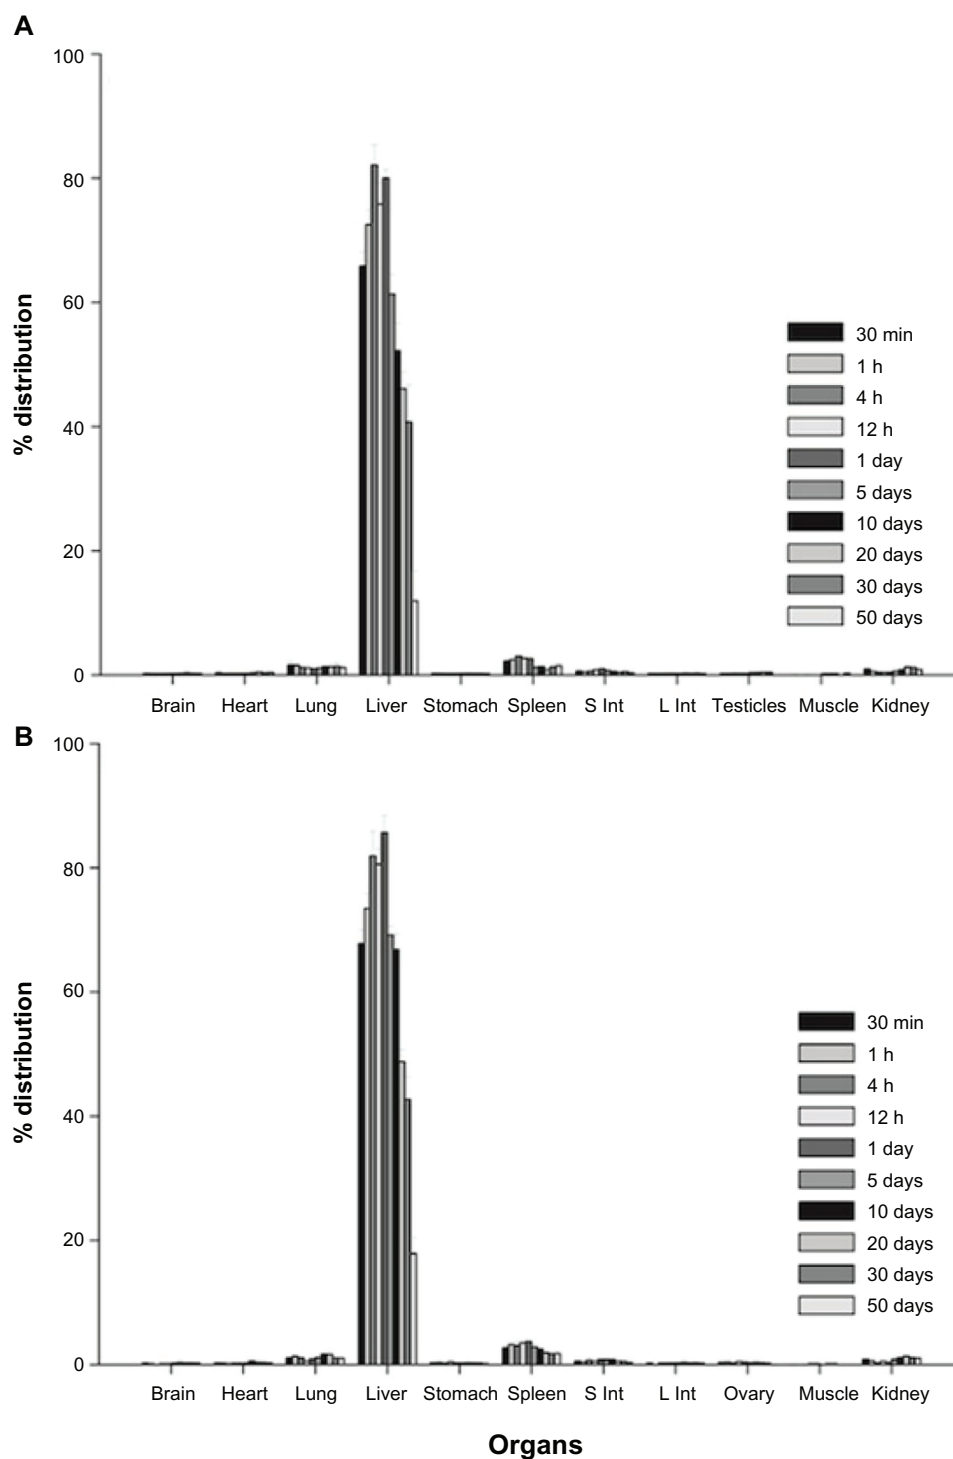 A
100
80
60
40
20
0
% distribution
30 min
1 h
4 h
12 h
1 day
5 days
10 days
20 days
30 days
50 days
Brain Heart Lung Liver Stomach Spleen S Int L Int Testicles Muscle Kidney
B
100
80
60
40
20
0
% distribution
30 min
1 h
4 h
12 h
1 day
5 days
10 days
20 days
30 days
50 days
Brain Heart Lung Liver Stomach Spleen S Int L Int Ovary Muscle Kidney
Organs